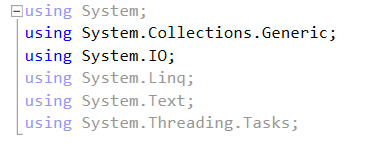 using System;
using System.Collections.Generic;
using System.IO;
using System.Linq;
using System.Text;
using System.Threading.Tasks;